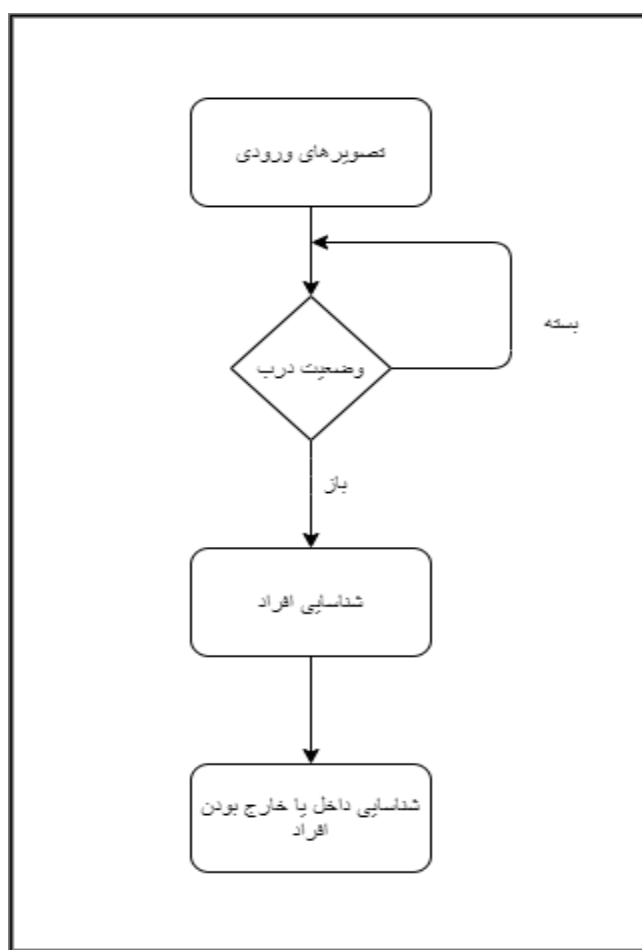 تصویرهای ورودی
وضعیت درب
بسته
باز
شناسایی افراد
شناسایی داخل یا خارج بودن
افراد